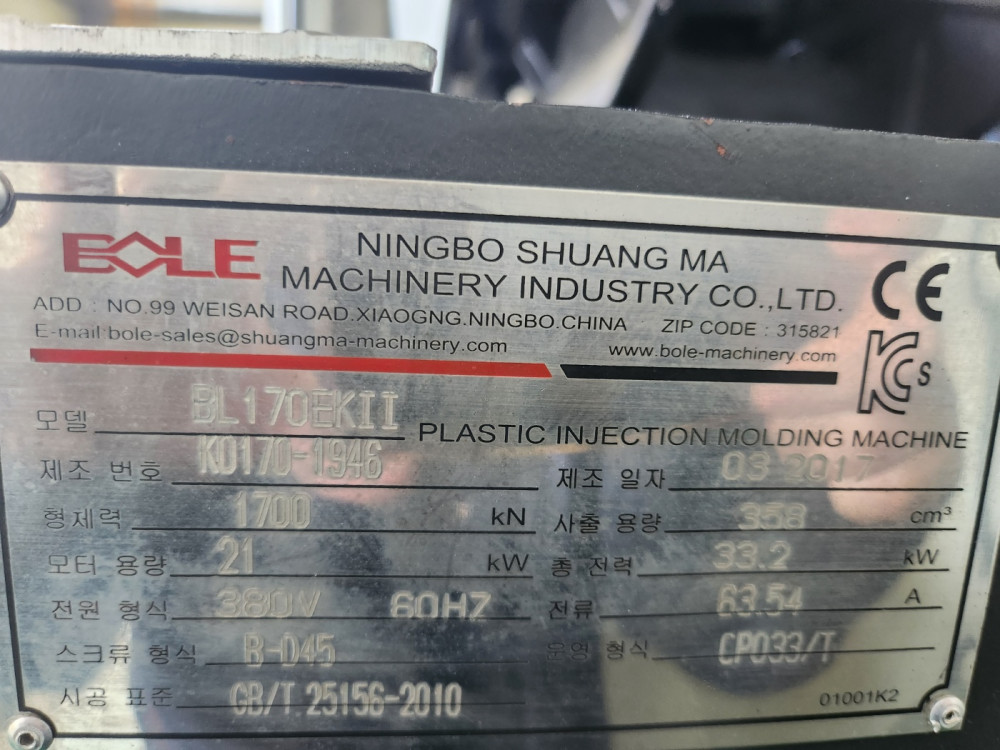 BOLE
NINGBO SHUANG MA
MACHINERY INDUSTRY CO.,LTD.
CE
ADD : NO.99 WEISAN ROAD.XIAOGNG.NINGBO.CHINA ZIP CODE : 315821
E-mail:bole-sales@shuangma-machinery.com www.bole-machinery.com
KCs
모델 BL170EKII PLASTIC INJECTION MOLDING MACHINE
제조 번호 K0170-1946 제조 일자 03 2017
형체력 1700 kN 사출 용량 358 cm³
모터 용량 21 kW 총 전력 33.2 kW
전원 형식 380V 60HZ 전류 63.54 A
스크류 형식 B-D45 운영 형식 CP033/T
시공 표준 GB/T.25156-2010 01001K2